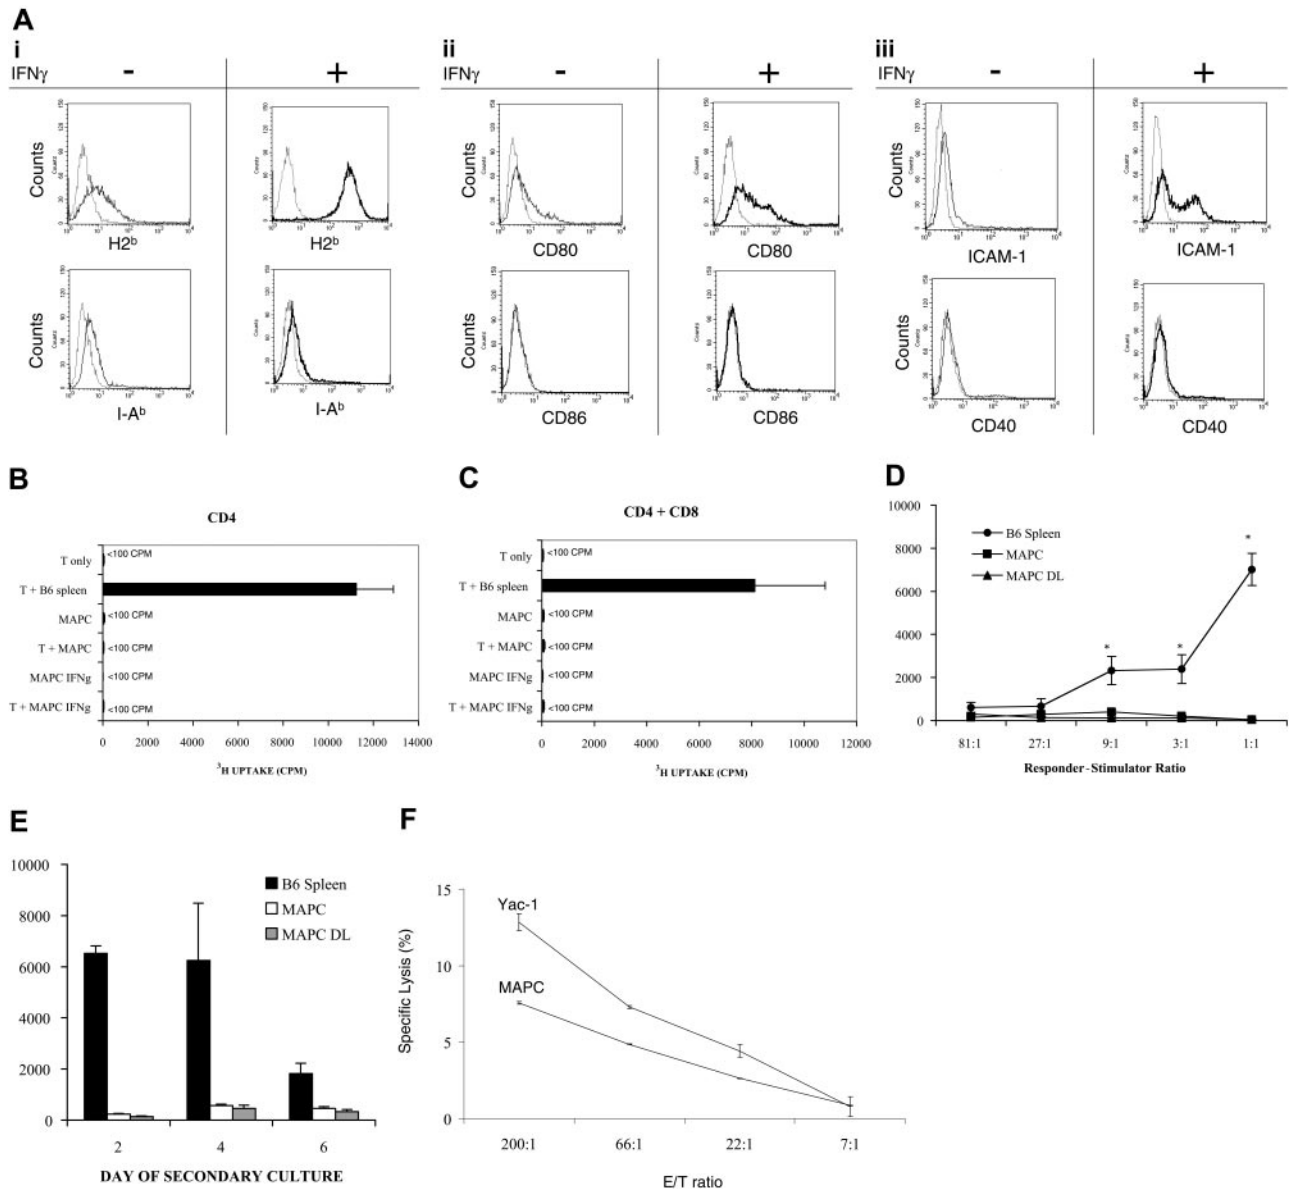 A
i ii iii
IFNγ - + IFNγ - + IFNγ - +
Counts Counts Counts
H2ᵇ H2ᵇ CD80 CD80 ICAM-1 ICAM-1
Counts Counts Counts
I-Aᵇ I-Aᵇ CD86 CD86 CD40 CD40
B
CD4
T only <100 CPM
T + B6 spleen
MAPC <100 CPM
T + MAPC <100 CPM
MAPC IFNg <100 CPM
T + MAPC IFNg <100 CPM
0 2000 4000 6000 8000 10000 12000 14000
³H UPTAKE (CPM)
C
CD4 + CD8
T only <100 CPM
T + B6 spleen
MAPC <100 CPM
T + MAPC <100 CPM
MAPC IFNg <100 CPM
T + MAPC IFNg <100 CPM
0 2000 4000 6000 8000 10000 12000
³H UPTAKE (CPM)
D
10000
8000
6000
4000
2000
0
B6 Spleen
MAPC
MAPC DL
* * *
81:1 27:1 9:1 3:1 1:1
Responder-Stimulator Ratio
E
10000
8000
6000
4000
2000
0
B6 Spleen
MAPC
MAPC DL
2 4 6
DAY OF SECONDARY CULTURE
F
15
10
5
0
Specific Lysis (%)
Yac-1
MAPC
200:1 66:1 22:1 7:1
E/T ratio